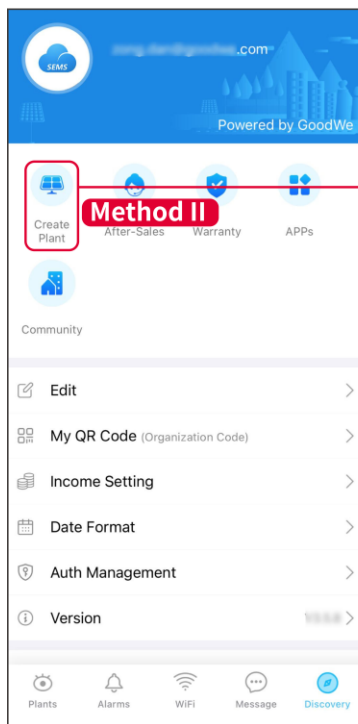 SEMS
.com
Powered by GoodWe
Create
Plant
Method II
After-Sales
Warranty
APPs
Community
Edit
My QR Code (Organization Code)
Income Setting
Date Format
Auth Management
Version
Plants
Alarms
WiFi
Message
Discovery